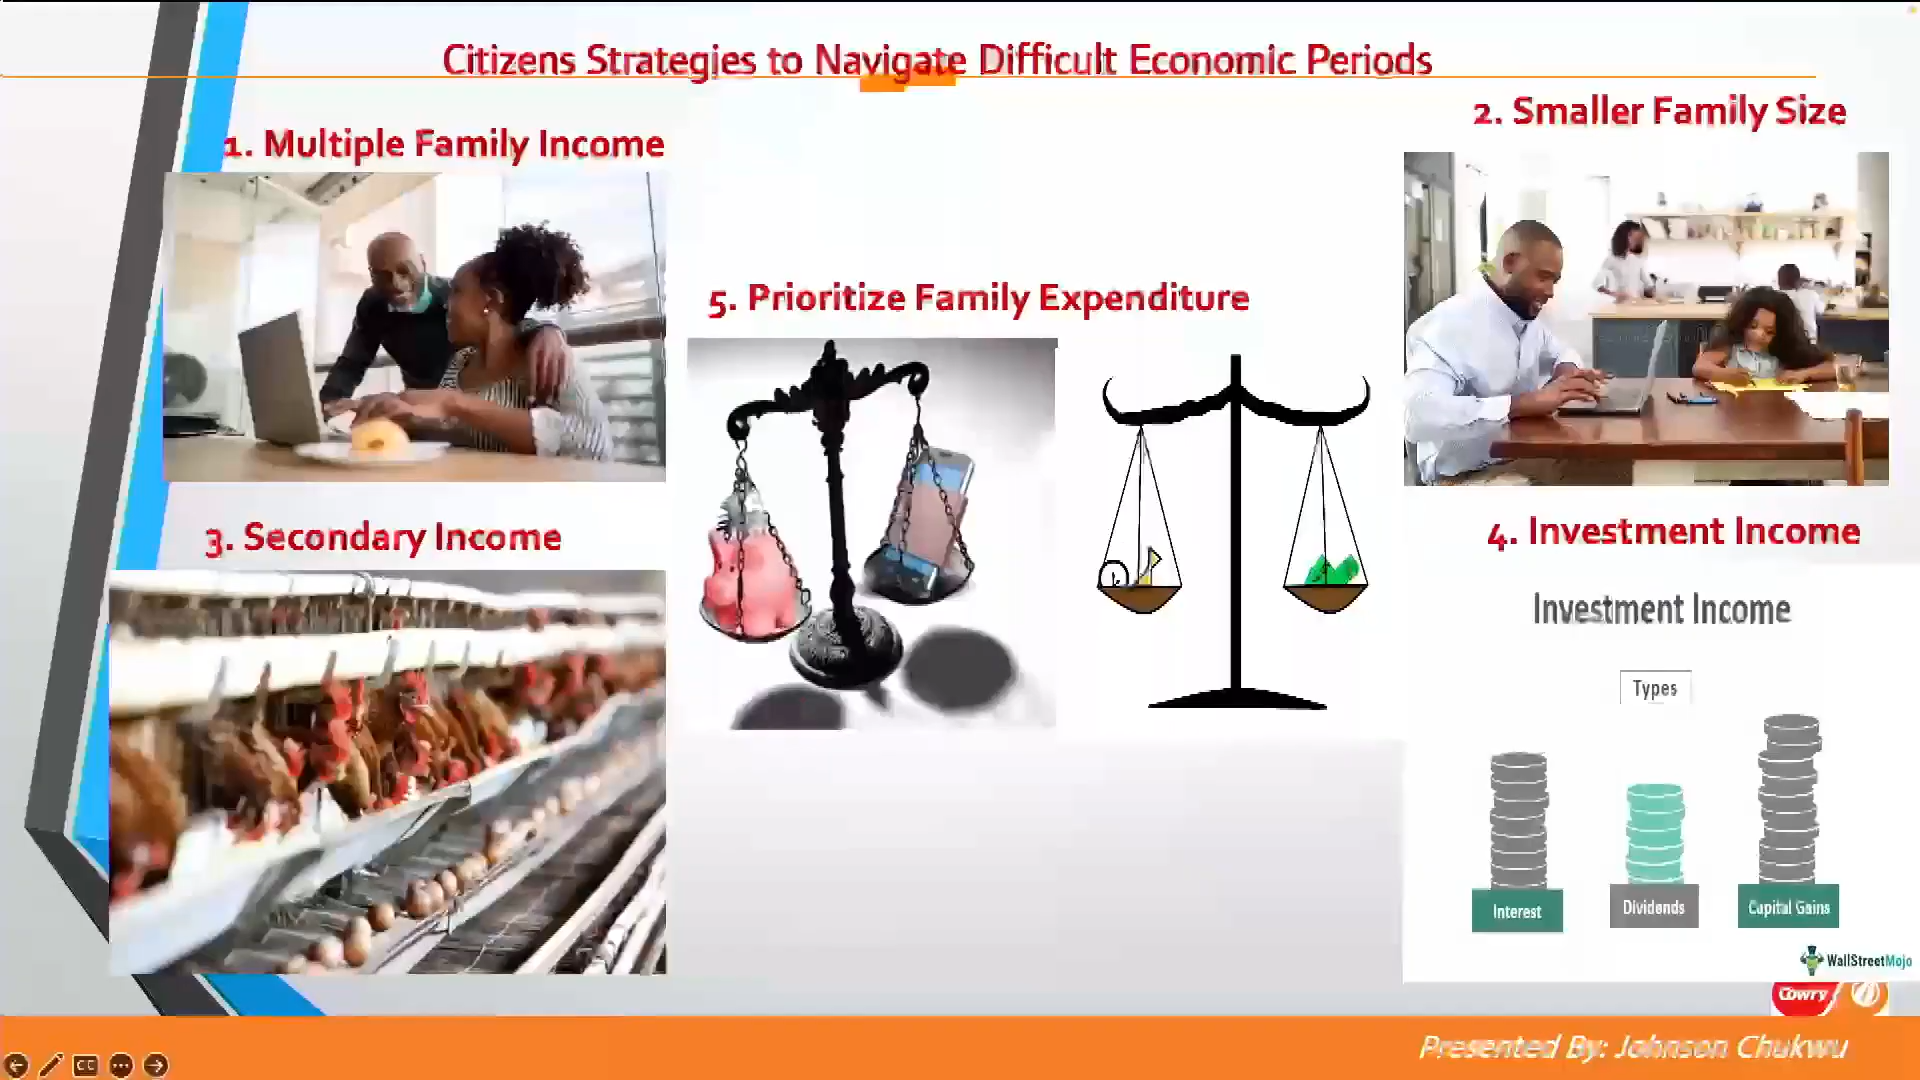 Citizens Strategies to Navigate Difficult Economic Periods
1. Multiple Family Income
2. Smaller Family Size
5. Prioritize Family Expenditure
3. Secondary Income
4. Investment Income
Investment Income
Types
Interest
Dividends
Capital Gains
WallStreetMojo
Cowry
CC
Presented By: Johnson Chukwu